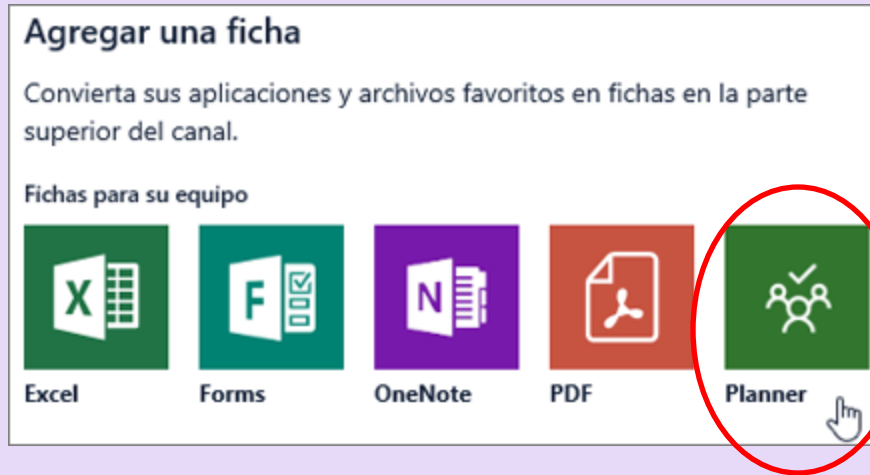 Agregar una ficha
Convierta sus aplicaciones y archivos favoritos en fichas en la parte
superior del canal.
Fichas para su equipo
X F N
Excel Forms OneNote PDF Planner